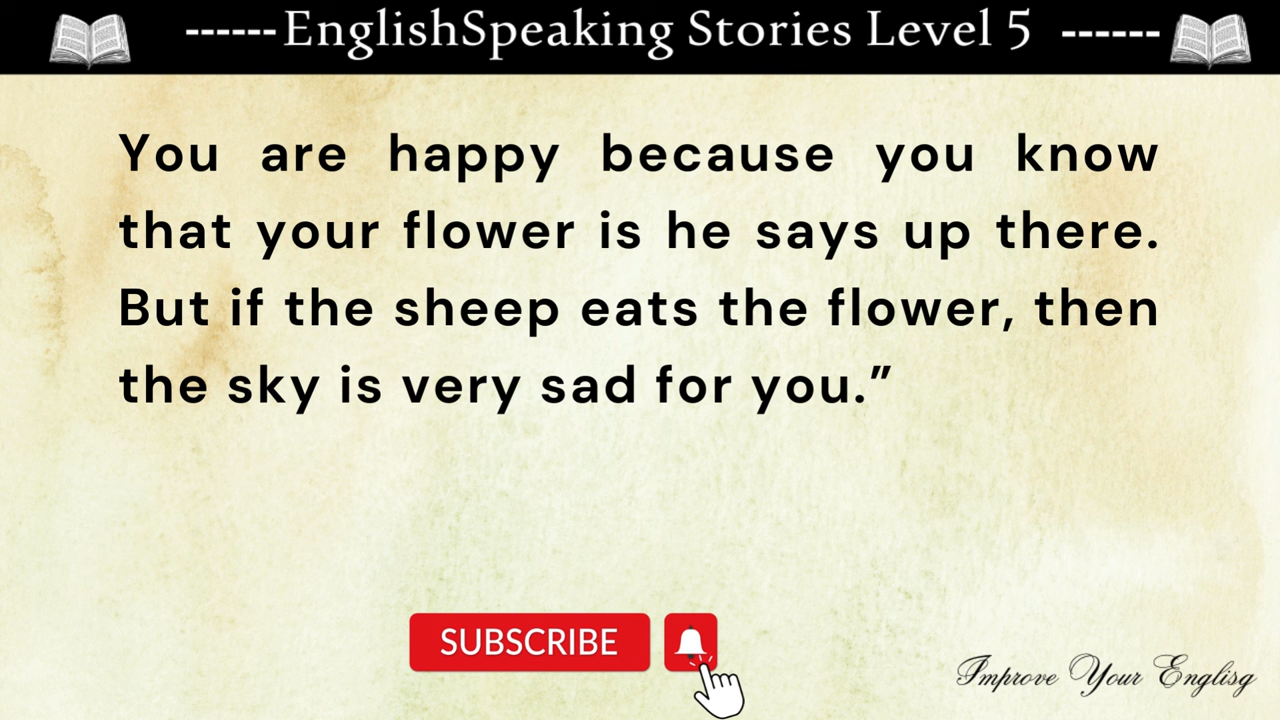 ------EnglishSpeaking Stories Level 5 ------
You are happy because you know
that your flower is he says up there.
But if the sheep eats the flower, then
the sky is very sad for you.”
SUBSCRIBE
Improve Your Englisg